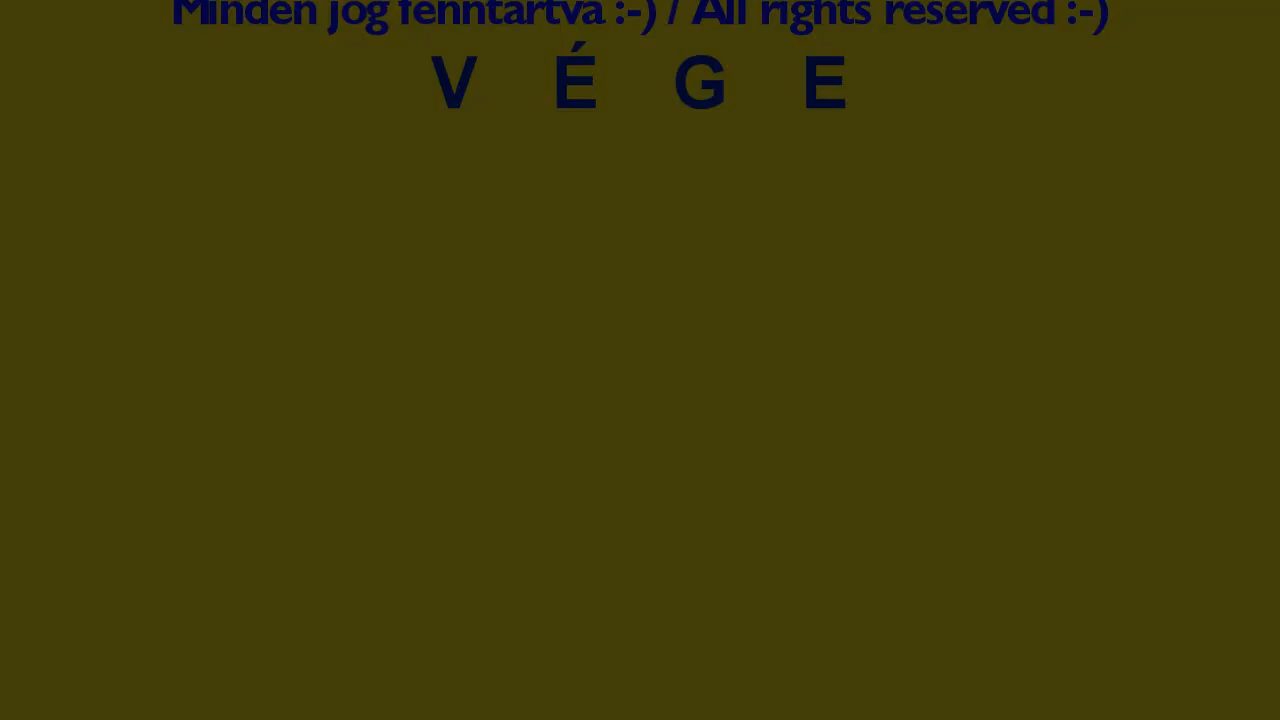 Minden jog fenntartva :-) / All rights reserved :-)
V É G E